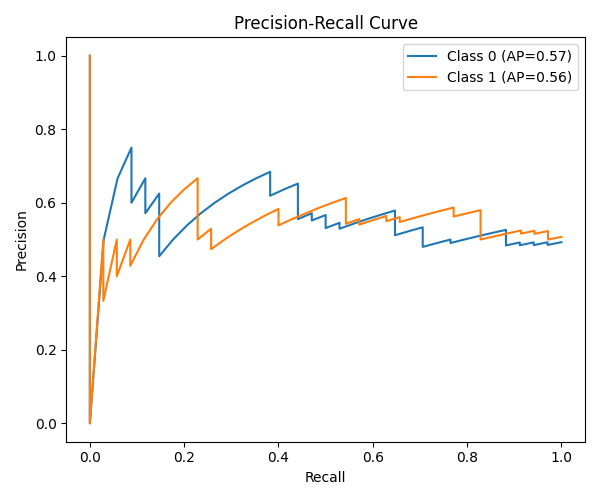 Precision-Recall Curve
Class 0 (AP=0.57)
Class 1 (AP=0.56)
Precision
1.0
0.8
0.6
0.4
0.2
0.0
0.0 0.2 0.4 0.6 0.8 1.0
Recall